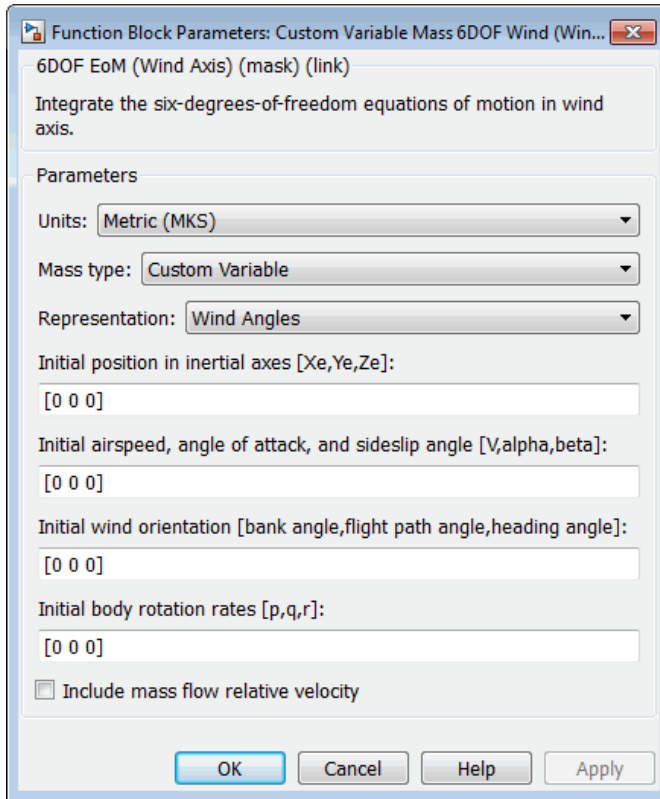 Function Block Parameters: Custom Variable Mass 6DOF Wind (Win...
6DOF EoM (Wind Axis) (mask) (link)
Integrate the six-degrees-of-freedom equations of motion in wind
axis.
Parameters
Units: Metric (MKS)
Mass type: Custom Variable
Representation: Wind Angles
Initial position in inertial axes [Xe,Ye,Ze]:
[0 0 0]
Initial airspeed, angle of attack, and sideslip angle [V,alpha,beta]:
[0 0 0]
Initial wind orientation [bank angle,flight path angle,heading angle]:
[0 0 0]
Initial body rotation rates [p,q,r]:
[0 0 0]
Include mass flow relative velocity
OK Cancel Help Apply